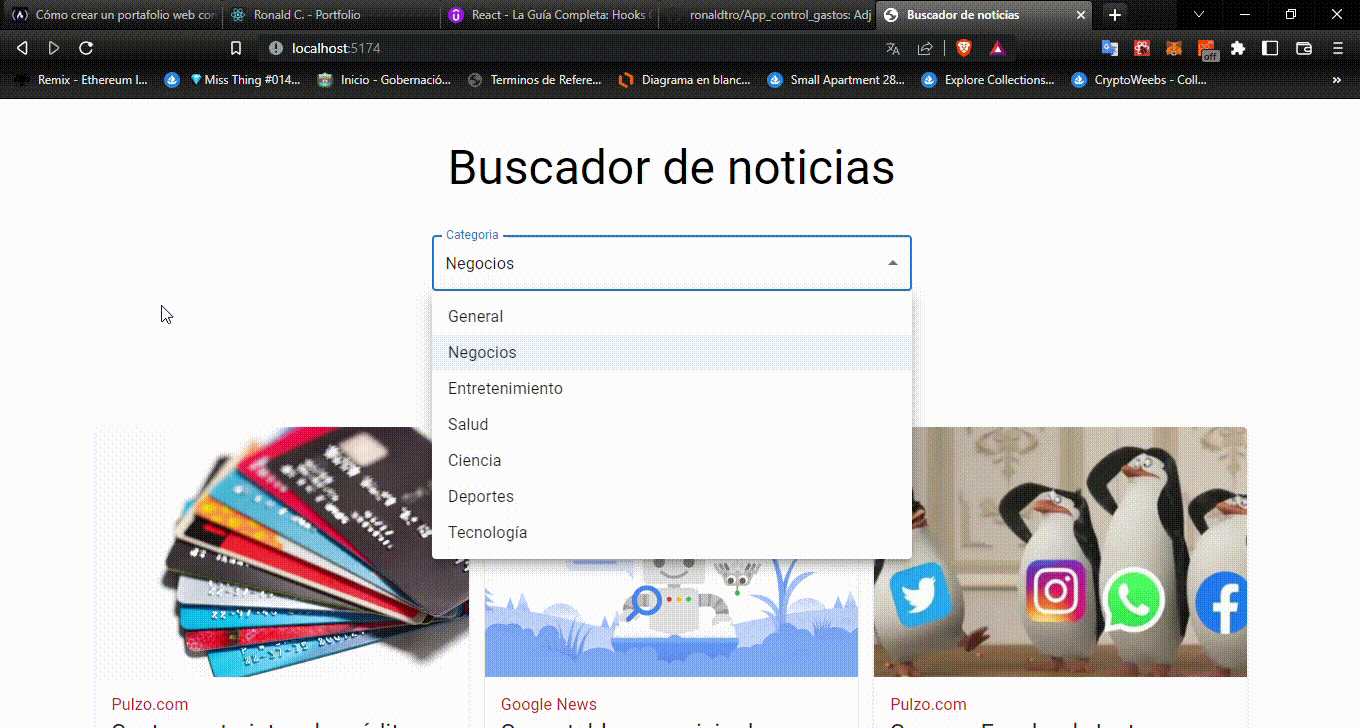 Cómo crear un portafolio web cor
Ronald C. - Portfolio
React - La Guía Completa: Hooks
ronaldtro/App_control_gastos: Adj
Buscador de noticias
localhost:5174
off
Remix - Ethereum I...
Miss Thing #014...
Inicio - Gobernació...
Terminos de Refere...
Diagrama en blanc...
Small Apartment 28...
Explore Collections...
CryptoWeebs - Coll...
»
Buscador de noticias
Categoria
Negocios
General
Negocios
Entretenimiento
Salud
Ciencia
Deportes
Tecnología
Pulzo.com
Google News
Pulzo.com